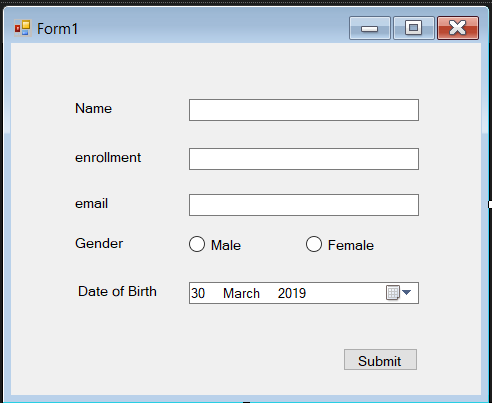 Form1
Name
enrollment
email
Gender Male Female
Date of Birth 30 March 2019
Submit